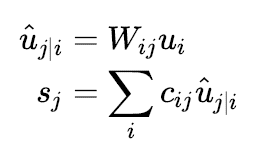 û_{j|i} = W_{ij} u_i
s_j = ∑_i c_{ij} û_{j|i}